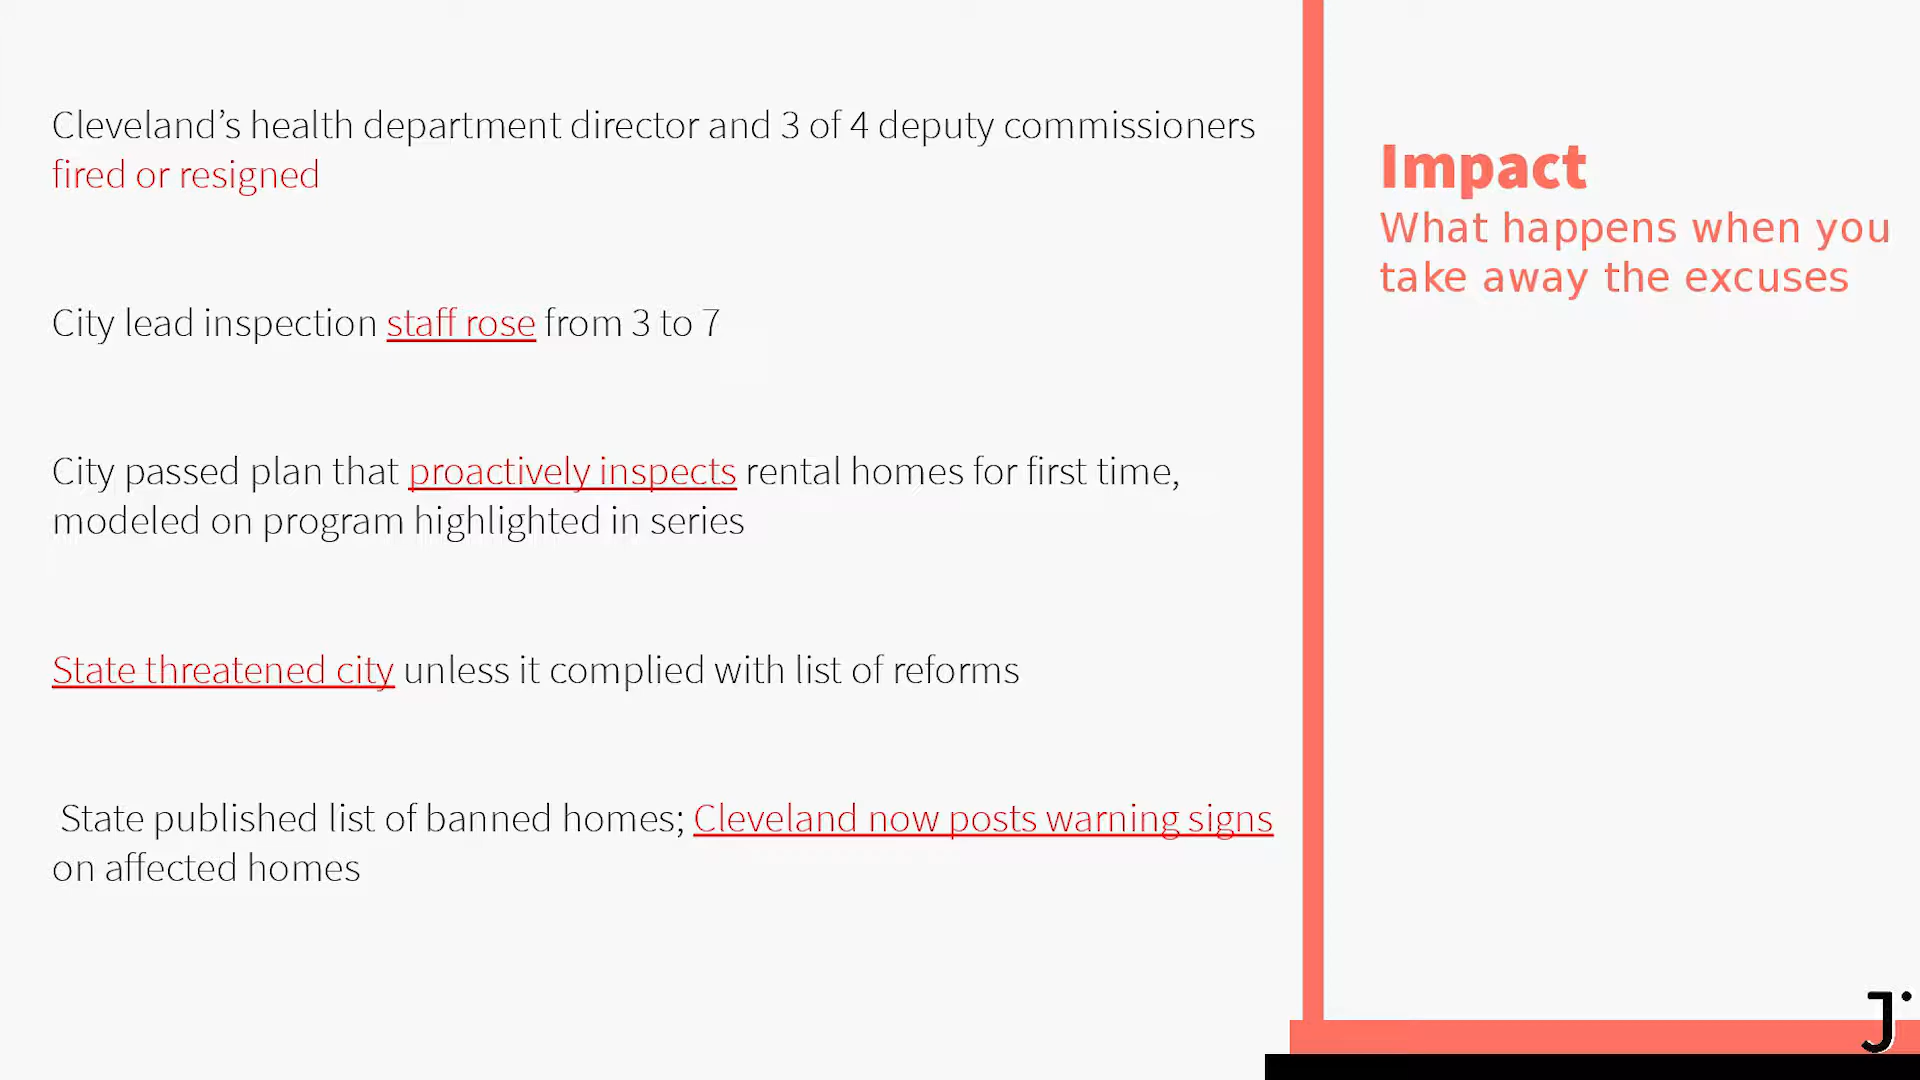 Cleveland’s health department director and 3 of 4 deputy commissioners
fired or resigned
City lead inspection staff rose from 3 to 7
City passed plan that proactively inspects rental homes for first time,
modeled on program highlighted in series
State threatened city unless it complied with list of reforms
State published list of banned homes; Cleveland now posts warning signs
on affected homes
Impact
What happens when you
take away the excuses
J